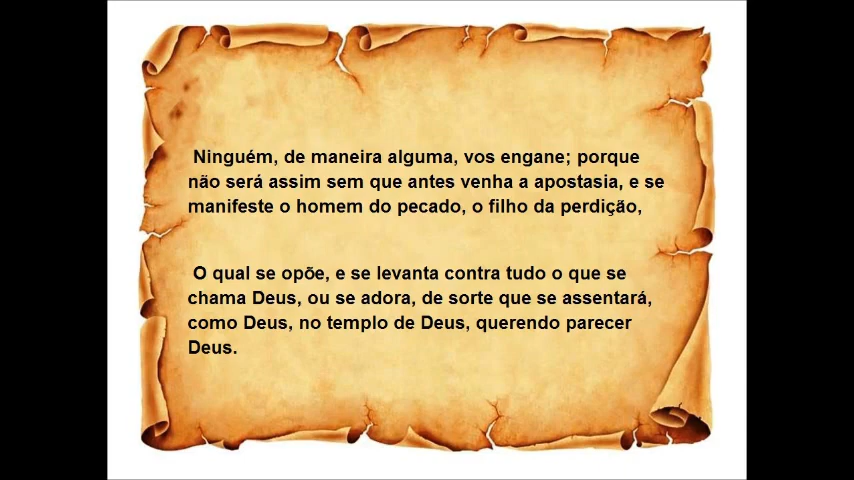 Ninguém, de maneira alguma, vos engane; porque
não será assim sem que antes venha a apostasia, e se
manifeste o homem do pecado, o filho da perdição,
O qual se opõe, e se levanta contra tudo o que se
chama Deus, ou se adora, de sorte que se assentará,
como Deus, no templo de Deus, querendo parecer
Deus.